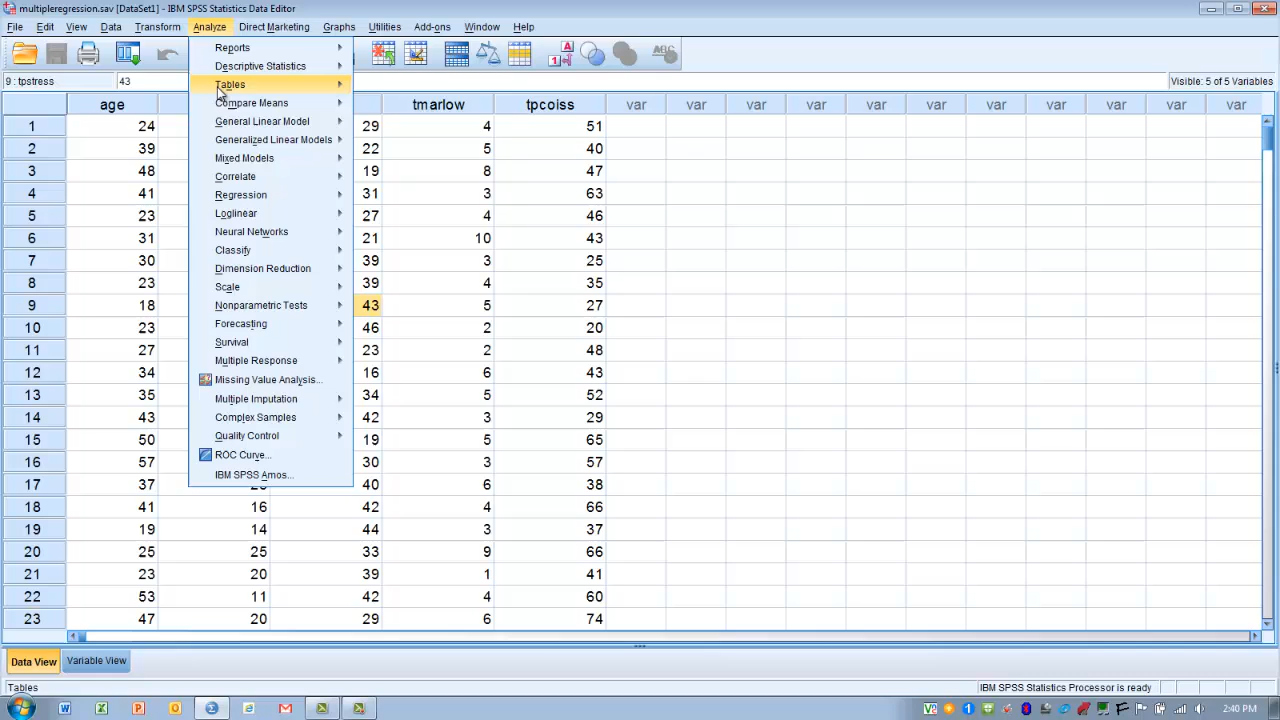 multipleregression.sav [DataSet1] - IBM SPSS Statistics Data Editor
File Edit View Data Transform Analyze Direct Marketing Graphs Utilities Add-ons Window Help
9 : tpstress 43 Visible: 5 of 5 Variables
Reports
Descriptive Statistics
Tables
Compare Means
General Linear Model
Generalized Linear Models
Mixed Models
Correlate
Regression
Loglinear
Neural Networks
Classify
Dimension Reduction
Scale
Nonparametric Tests
Forecasting
Survival
Multiple Response
Missing Value Analysis...
Multiple Imputation
Complex Samples
Quality Control
ROC Curve...
IBM SPSS Amos...
age tmarlow tpcoiss var var var var var var var var var var var
1 24 29 4 51
2 39 22 5 40
3 48 19 8 47
4 41 31 3 63
5 23 27 4 46
6 31 21 10 43
7 30 39 3 25
8 23 39 4 35
9 18 43 5 27
10 23 46 2 20
11 27 23 2 48
12 34 16 6 43
13 35 34 5 52
14 43 42 3 29
15 50 19 5 65
16 57 30 3 57
17 37 40 6 38
18 41 16 42 4 66
19 19 14 44 3 37
20 25 25 33 9 66
21 23 20 39 1 41
22 53 11 42 4 60
23 47 20 29 6 74
Data View Variable View
Tables IBM SPSS Statistics Processor is ready
2:40 PM